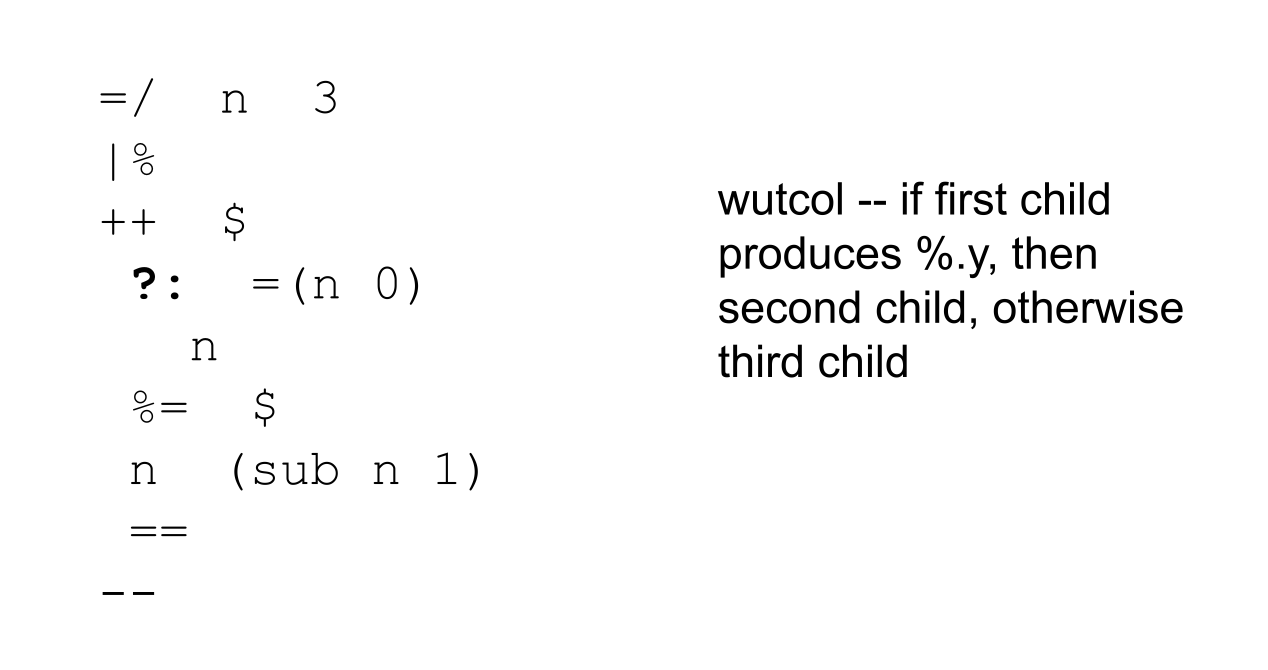 =/  n  3
|%
++  $
 ?:  =(n 0)
   n
 %=  $
 n  (sub n 1)
 ==
--
wutcol -- if first child
produces %.y, then
second child, otherwise
third child